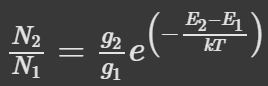 N₂/N₁ = g₂/g₁ e^(−(E₂−E₁)/kT)